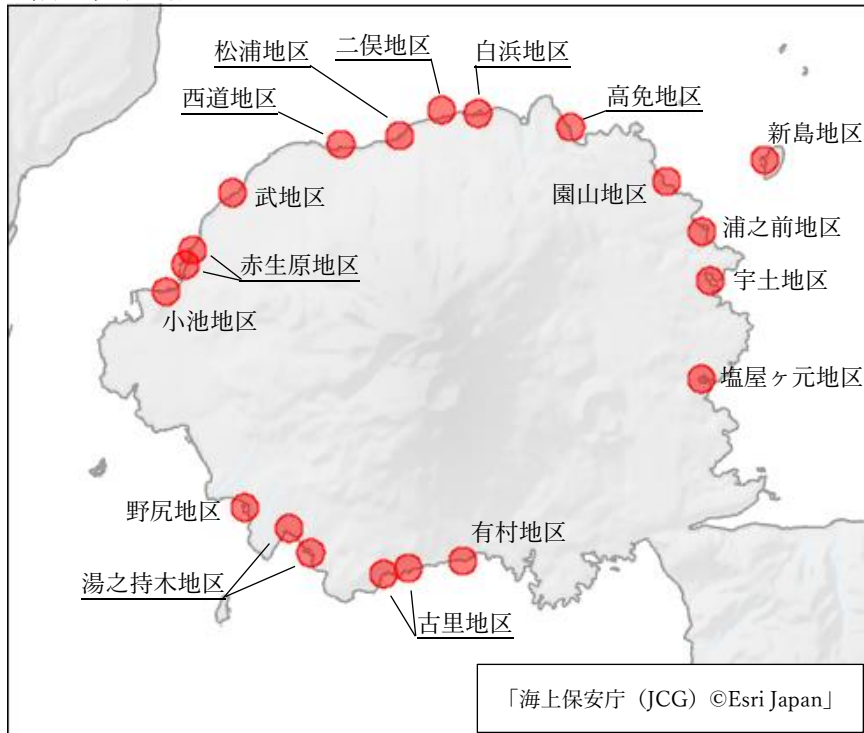 二俣地区
白浜地区
松浦地区
西道地区
高免地区
新島地区
武地区
園山地区
浦之前地区
赤生原地区
宇土地区
小池地区
塩屋ヶ元地区
野尻地区
有村地区
湯之持木地区
古里地区
「海上保安庁(JCG)©Esri Japan」